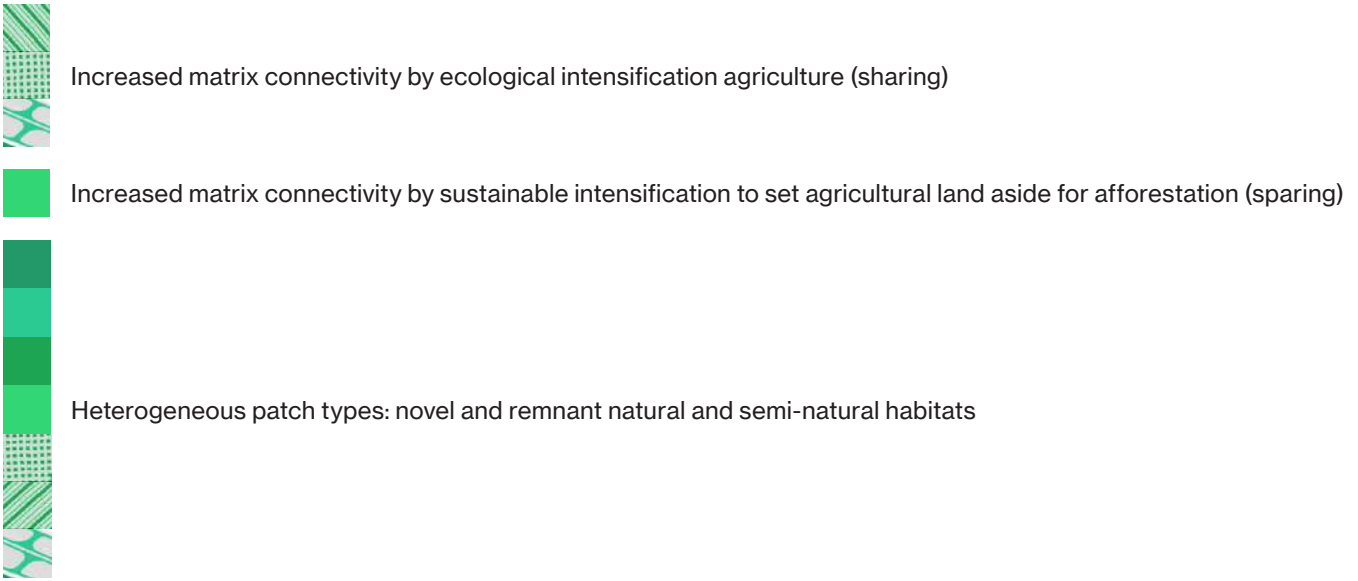 Increased matrix connectivity by ecological intensification agriculture (sharing)
Increased matrix connectivity by sustainable intensification to set agricultural land aside for afforestation (sparing)
Heterogeneous patch types: novel and remnant natural and semi-natural habitats